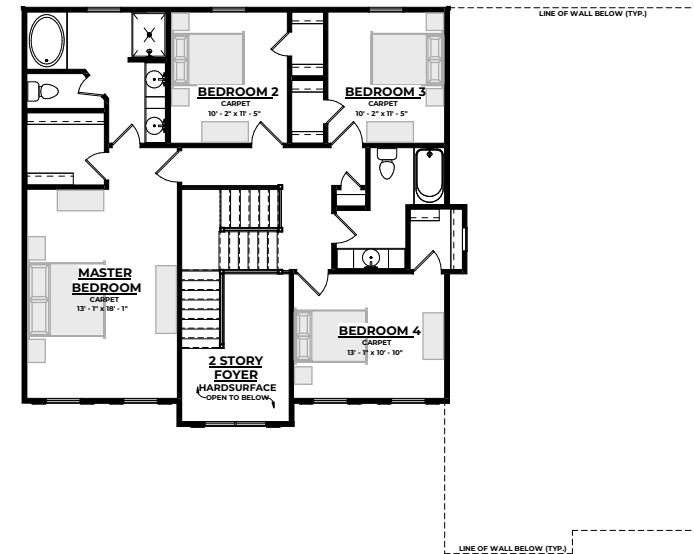 LINE OF WALL BELOW (TYP.)
BEDROOM 2
CARPET
10' - 2" x 11' - 5"
BEDROOM 3
CARPET
10' - 2" x 11' - 5"
MASTER
BEDROOM
CARPET
13' - 1" x 18' - 1"
BEDROOM 4
CARPET
13' - 1" x 10' - 10"
2 STORY
FOYER
HARDSURFACE
OPEN TO BELOW
LINE OF WALL BELOW (TYP.)